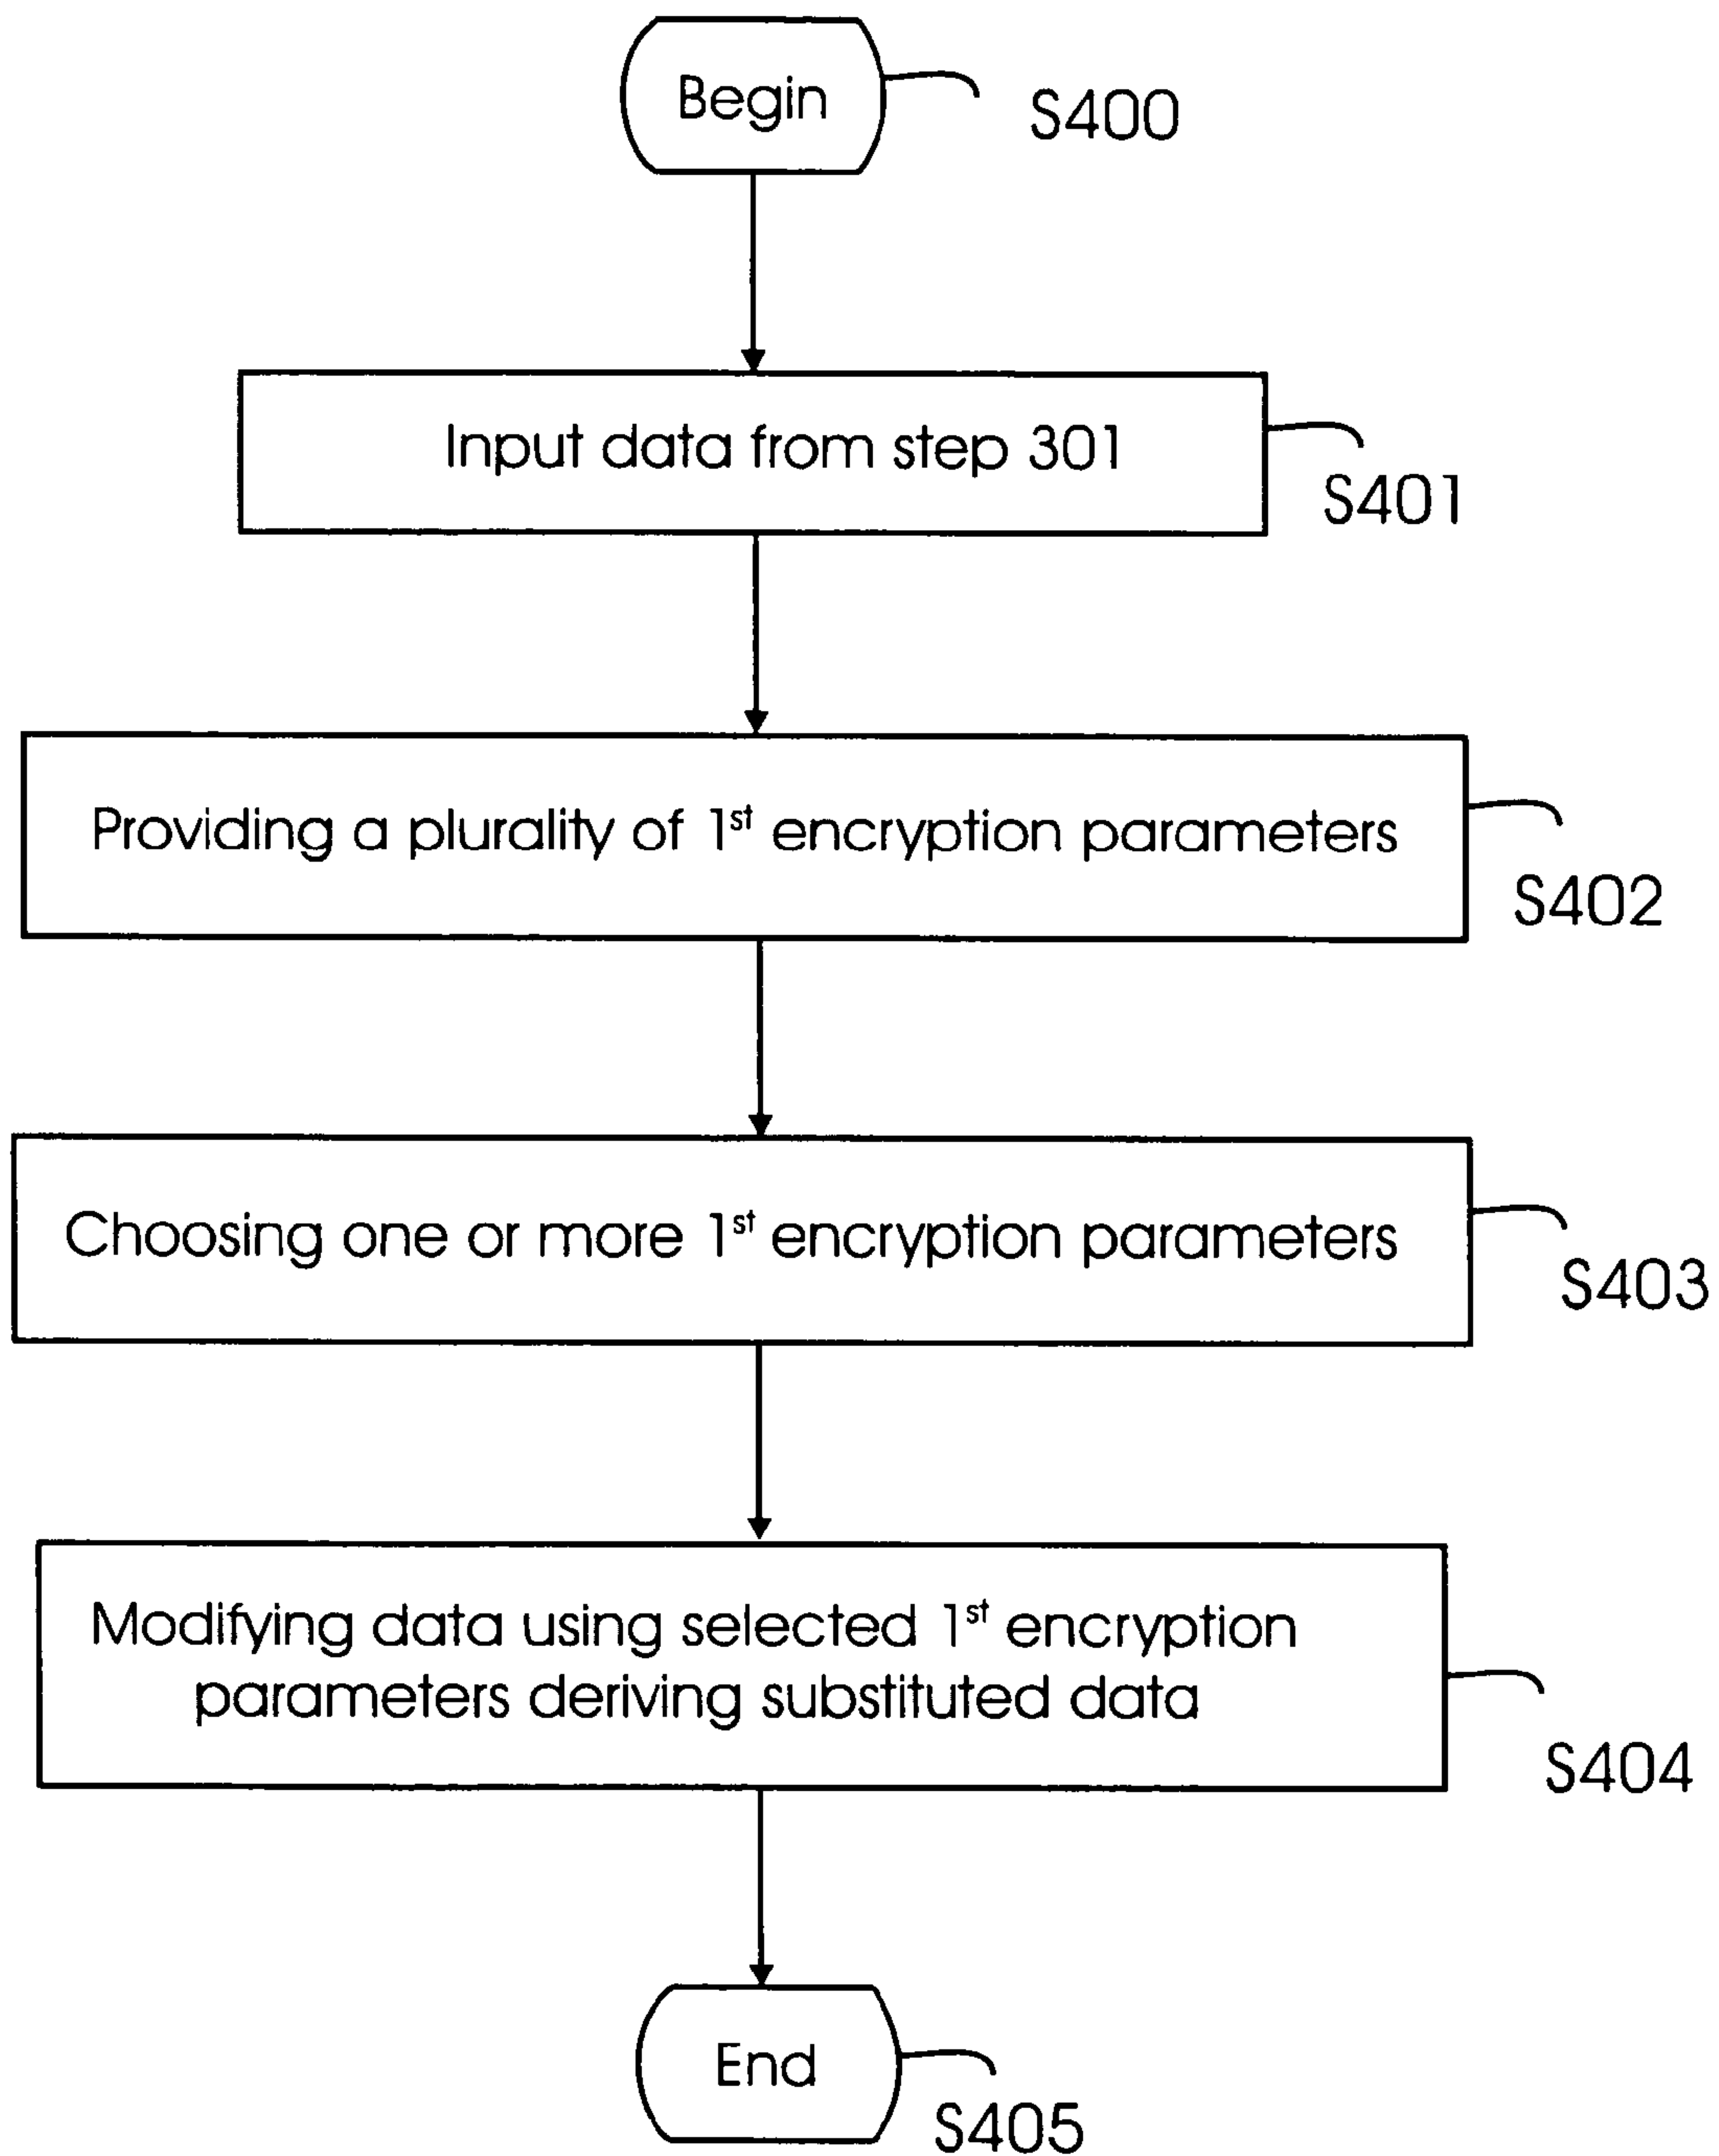 Begin
S400
Input data from step 301
S401
Providing a plurality of 1st encryption parameters
S402
Choosing one or more 1st encryption parameters
S403
Modifying data using selected 1st encryption
parameters deriving substituted data
S404
End
S405